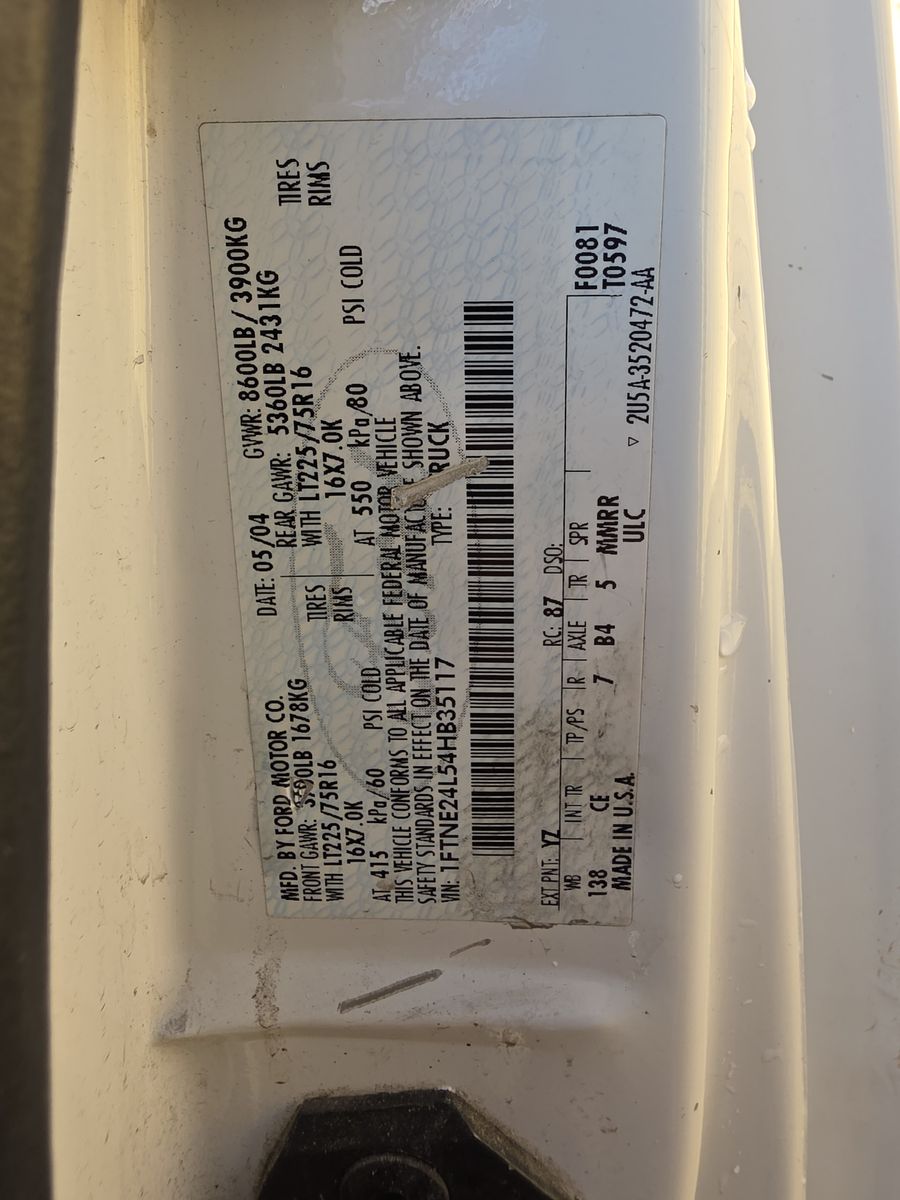 MFD. BY FORD MOTOR CO. DATE: 05/04 GVWR: 8600LB/ 3900KG
FRONT GAWR: LB 1678KG REAR GAWR: 5360LB 2431KG
WITH LT225/75R16 TIRES WITH LT225/75R16 TIRES
16X7.0K RIMS 16X7.0K RIMS
AT 415 kPa/60 PSI COLD AT 550 kPa/80 PSI COLD
THIS VEHICLE CONFORMS TO ALL APPLICABLE FEDERAL MOTOR VEHICLE
SAFETY STANDARDS IN EFFECT ON THE DATE OF MANUFACTURE SHOWN ABOVE.
VIN: 1FTNE24L54HB35117 TYPE: TRUCK
EXT PNT: YZ RC: 87 DSO:
WB INT TR TP/PS R AXLE TR SPR F0081
138 CE 7 B4 5 MMRR T0597
MADE IN U.S.A. ULC ▽ 2U5A-3520472-AA